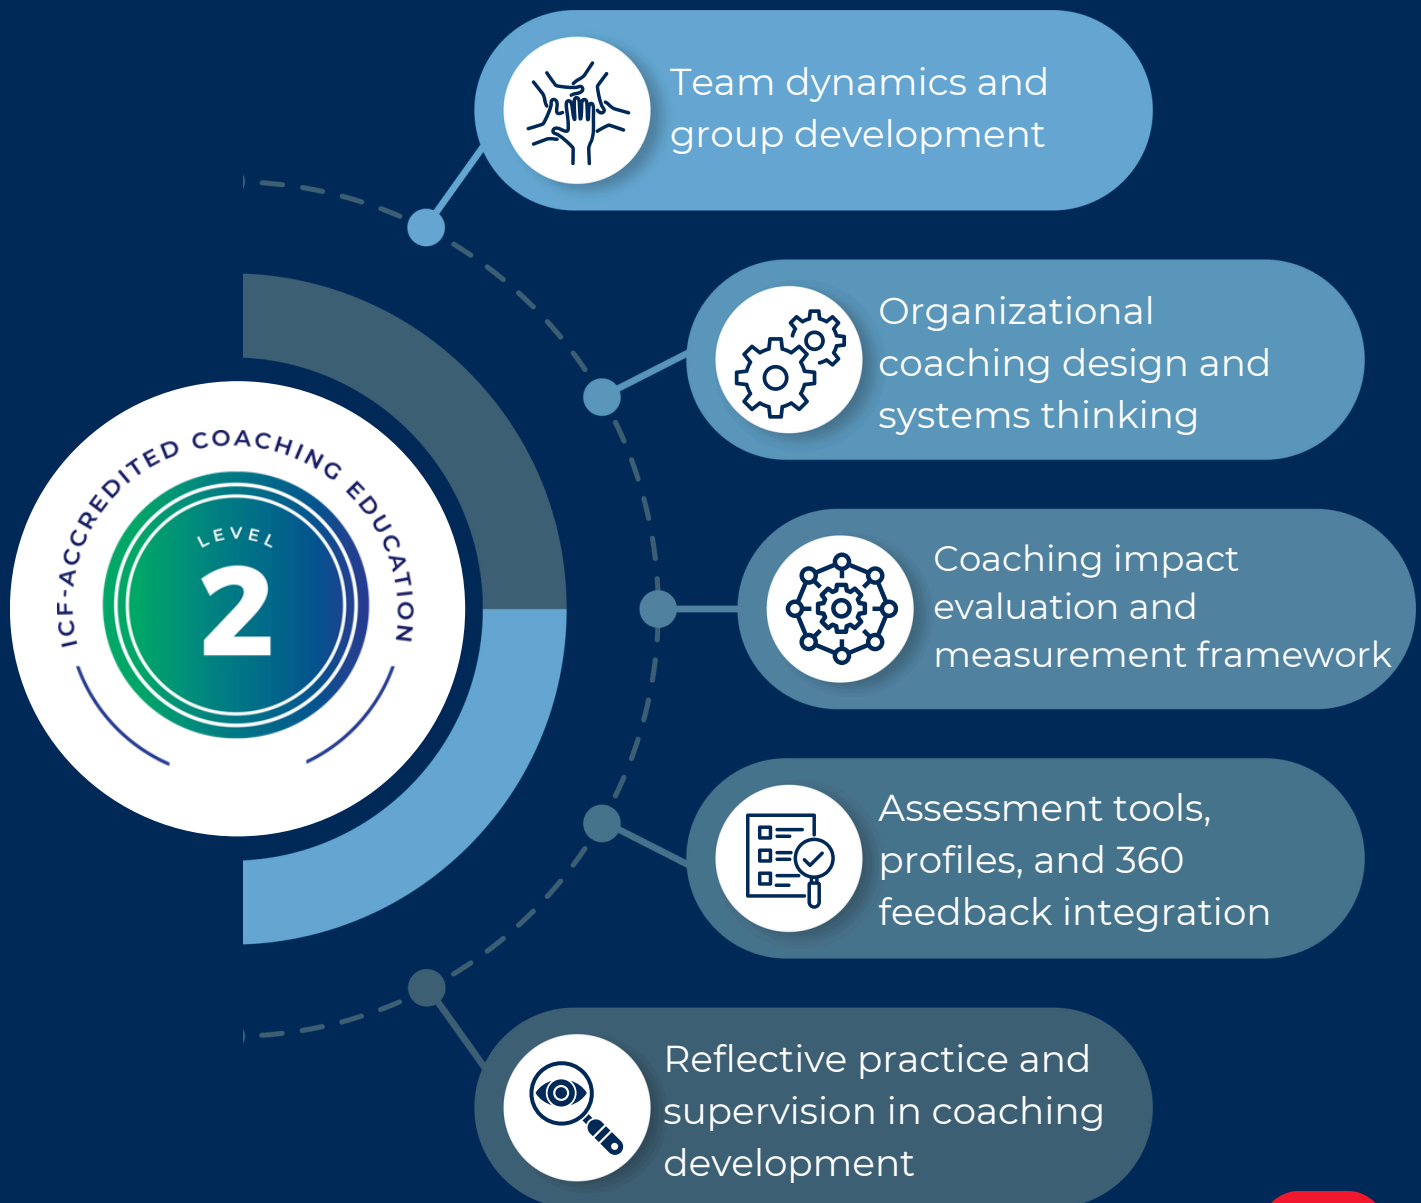 Team dynamics and
group development
Organizational
coaching design and
systems thinking
ICF-ACCREDITED COACHING EDUCATION
LEVEL
2
Coaching impact
evaluation and
measurement framework
Assessment tools,
profiles, and 360
feedback integration
Reflective practice and
supervision in coaching
development